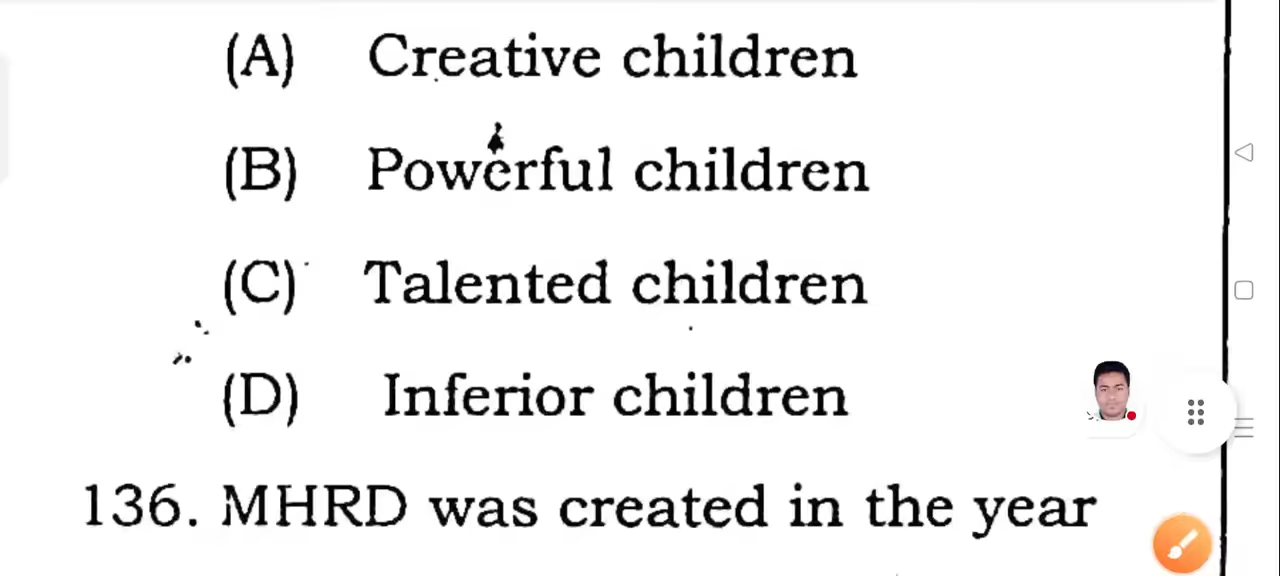 (A) Creative children
(B) Powerful children
(C) Talented children
(D) Inferior children
136. MHRD was created in the year